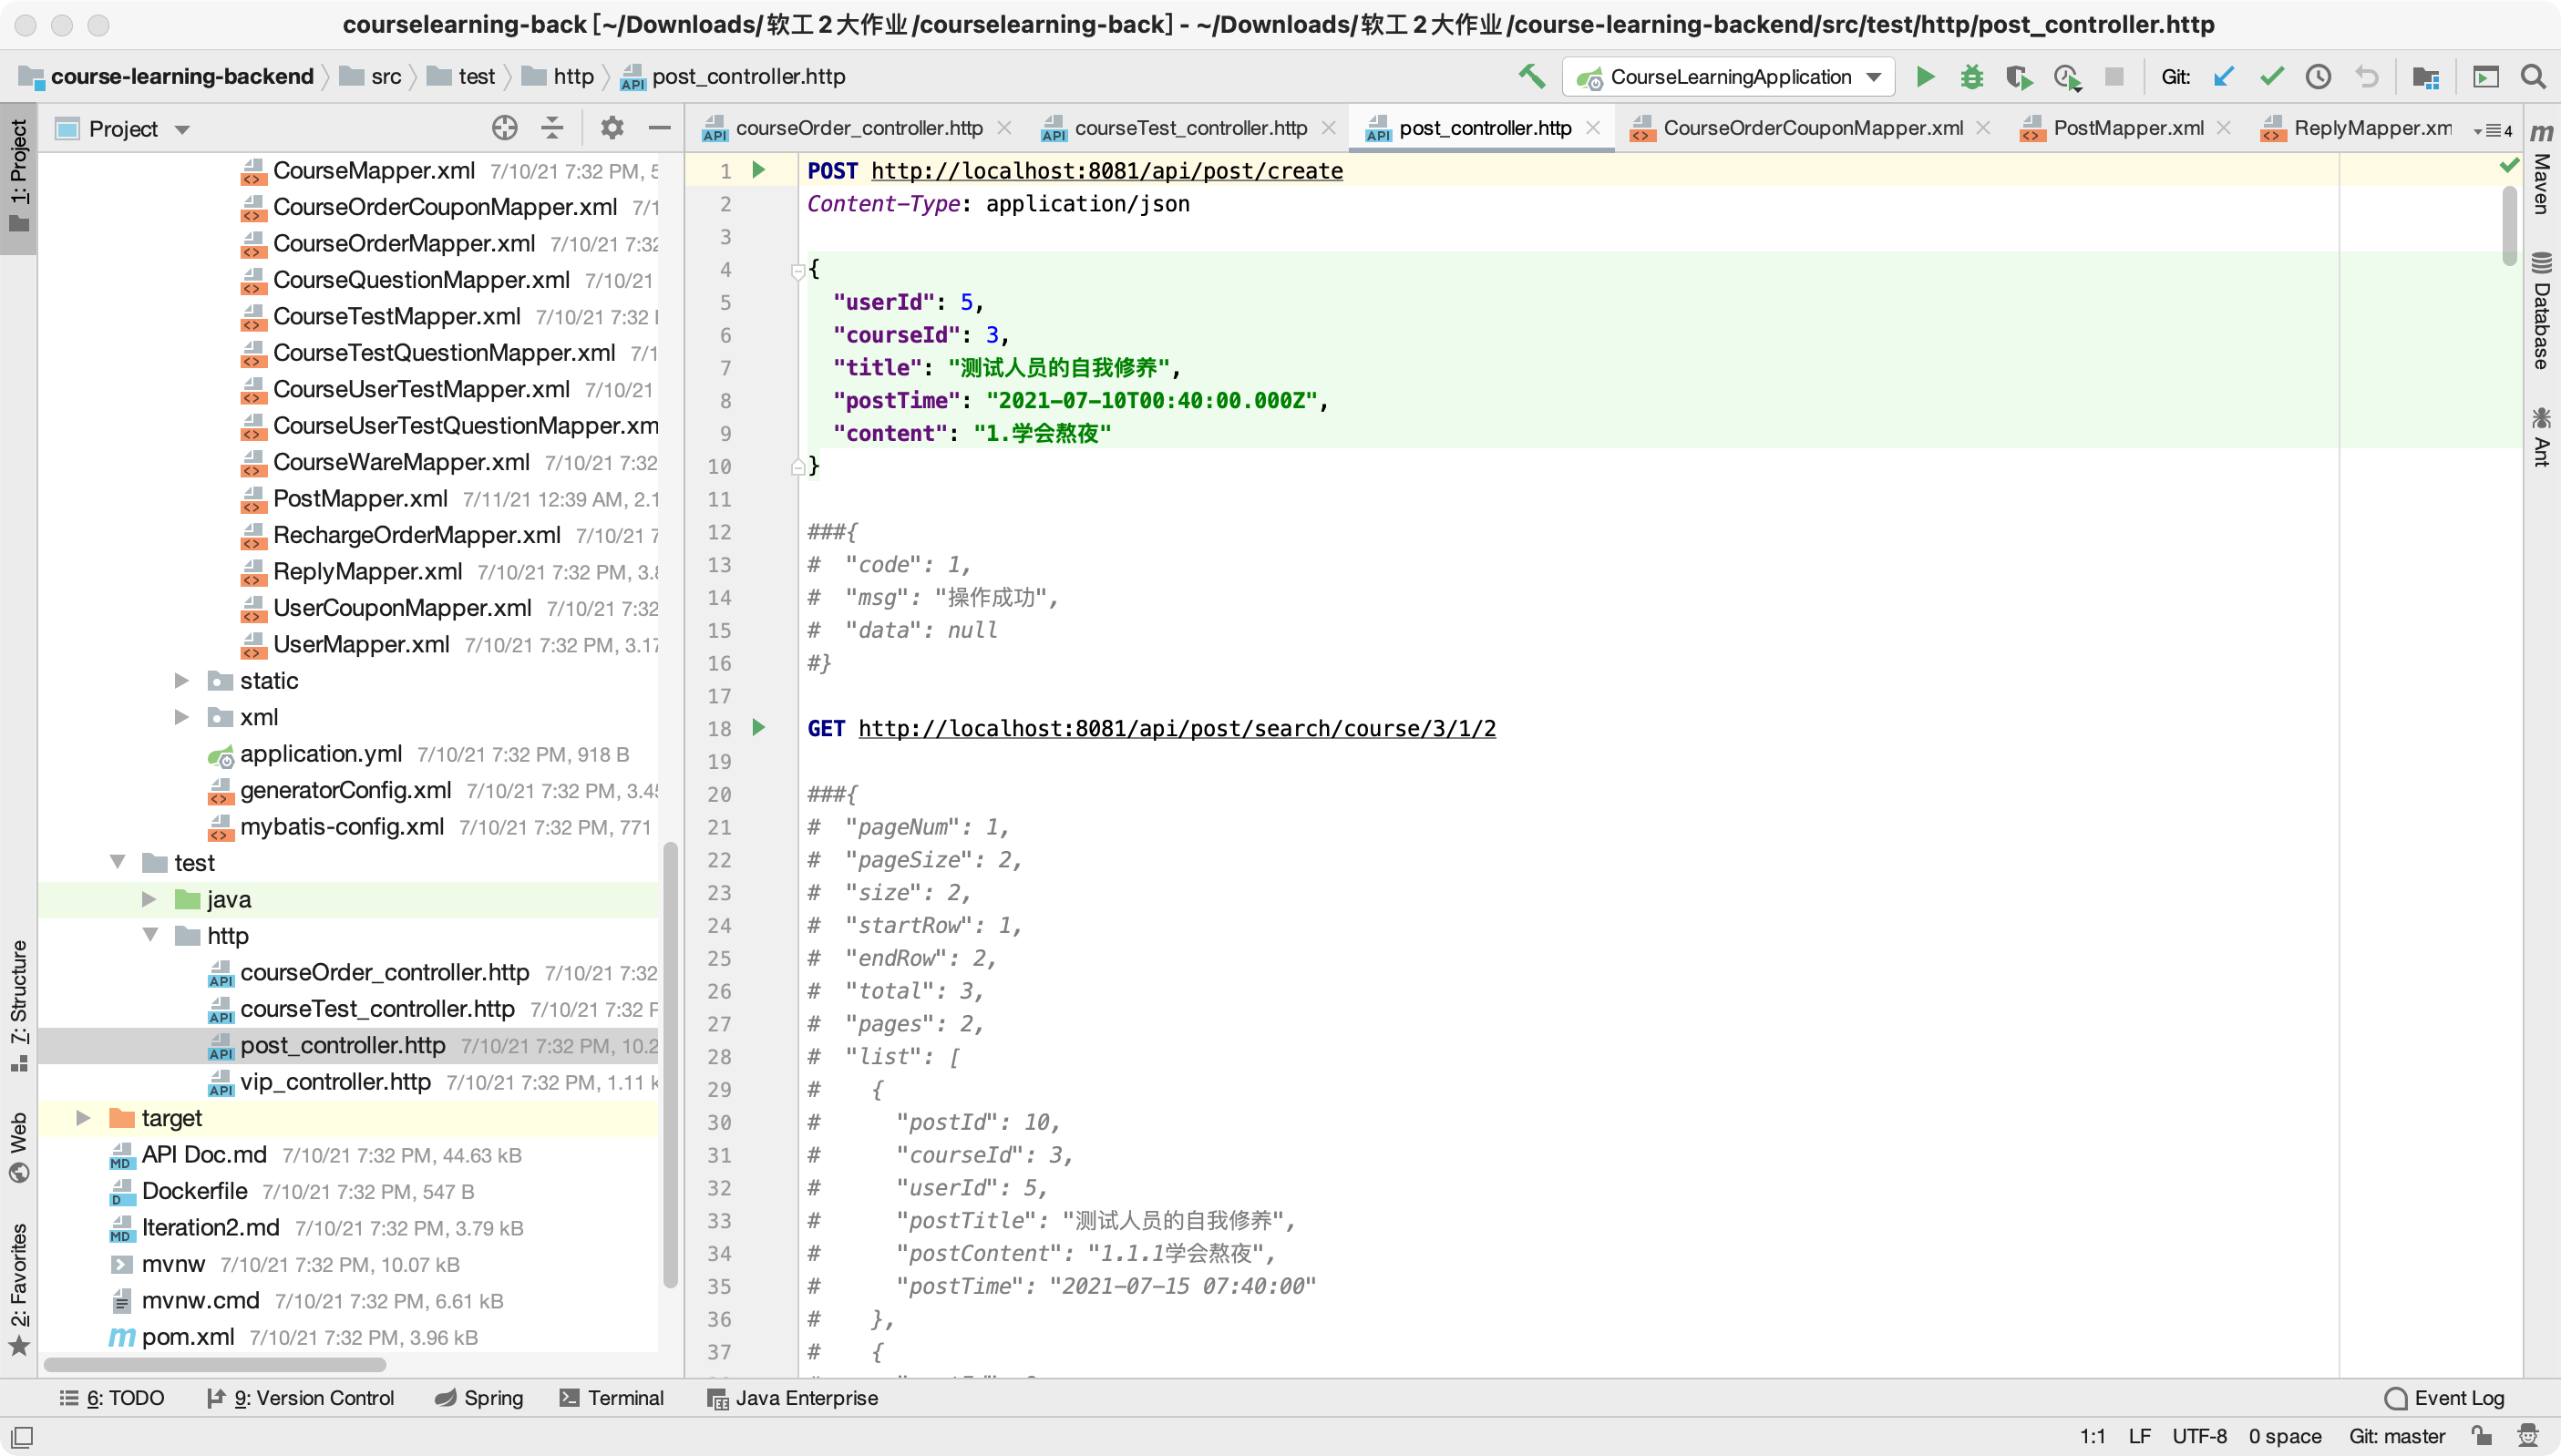 courselearning-back [~/Downloads/软工2大作业/courselearning-back] - ~/Downloads/软工2大作业/course-learning-backend/src/test/http/post_controller.http
course-learning-backend src test http post_controller.http CourseLearningApplication Git:
Project
courseOrder_controller.http courseTest_controller.http post_controller.http CourseOrderCouponMapper.xml PostMapper.xml ReplyMapper.xm 4
1: Project
7: Structure
Web
2: Favorites
CourseMapper.xml 7/10/21 7:32 PM, 5
CourseOrderCouponMapper.xml 7/1
CourseOrderMapper.xml 7/10/21 7:32
CourseQuestionMapper.xml 7/10/21
CourseTestMapper.xml 7/10/21 7:32
CourseTestQuestionMapper.xml 7/1
CourseUserTestMapper.xml 7/10/21
CourseUserTestQuestionMapper.xm
CourseWareMapper.xml 7/10/21 7:32
PostMapper.xml 7/11/21 12:39 AM, 2.1
RechargeOrderMapper.xml 7/10/21 7
ReplyMapper.xml 7/10/21 7:32 PM, 3.8
UserCouponMapper.xml 7/10/21 7:32
UserMapper.xml 7/10/21 7:32 PM, 3.17
static
xml
application.yml 7/10/21 7:32 PM, 918 B
generatorConfig.xml 7/10/21 7:32 PM, 3.45
mybatis-config.xml 7/10/21 7:32 PM, 771
test
java
http
courseOrder_controller.http 7/10/21 7:32
courseTest_controller.http 7/10/21 7:32 P
post_controller.http 7/10/21 7:32 PM, 10.2
vip_controller.http 7/10/21 7:32 PM, 1.11 k
target
API Doc.md 7/10/21 7:32 PM, 44.63 kB
Dockerfile 7/10/21 7:32 PM, 547 B
Iteration2.md 7/10/21 7:32 PM, 3.79 kB
mvnw 7/10/21 7:32 PM, 10.07 kB
mvnw.cmd 7/10/21 7:32 PM, 6.61 kB
pom.xml 7/10/21 7:32 PM, 3.96 kB
1 POST http://localhost:8081/api/post/create
2 Content-Type: application/json
3
4 {
5 "userId": 5,
6 "courseId": 3,
7 "title": "测试人员的自我修养",
8 "postTime": "2021-07-10T00:40:00.000Z",
9 "content": "1.学会熬夜"
10 }
11
12 ###{
13 # "code": 1,
14 # "msg": "操作成功",
15 # "data": null
16 #}
17
18 GET http://localhost:8081/api/post/search/course/3/1/2
19
20 ###{
21 # "pageNum": 1,
22 # "pageSize": 2,
23 # "size": 2,
24 # "startRow": 1,
25 # "endRow": 2,
26 # "total": 3,
27 # "pages": 2,
28 # "list": [
29 # {
30 # "postId": 10,
31 # "courseId": 3,
32 # "userId": 5,
33 # "postTitle": "测试人员的自我修养",
34 # "postContent": "1.1.1学会熬夜",
35 # "postTime": "2021-07-15 07:40:00"
36 # },
37 # {
Maven
Database
Ant
6: TODO 9: Version Control Spring Terminal Java Enterprise Event Log
1:1 LF UTF-8 0 space Git: master